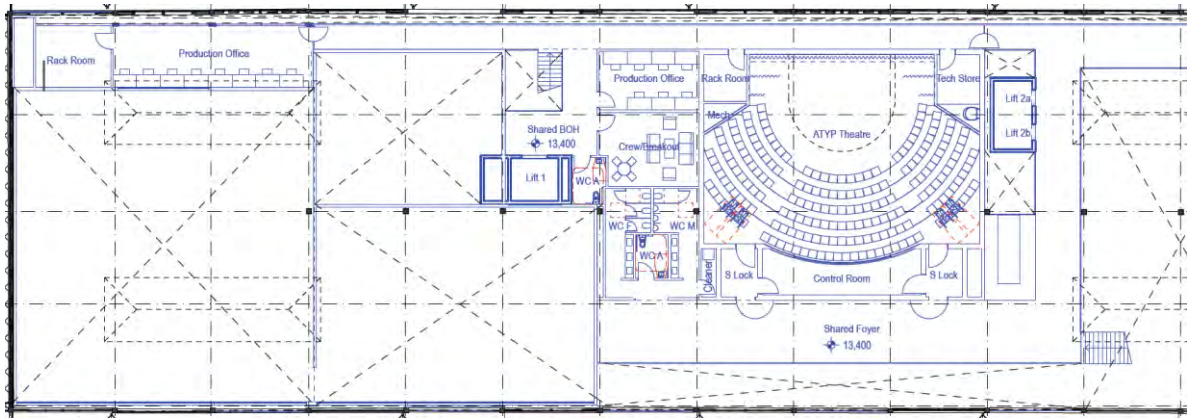 Rack Room
Production Office
Production Office
Rack Room
Tech Store
Lift 2a
Mech
Shared BOH
13,400
ATYP Theatre
Lift 2b
Crew/Breakout
Lift 1
WC A
WC F
WC M
WC A
Cleaner
S Lock
Control Room
S Lock
Shared Foyer
13,400